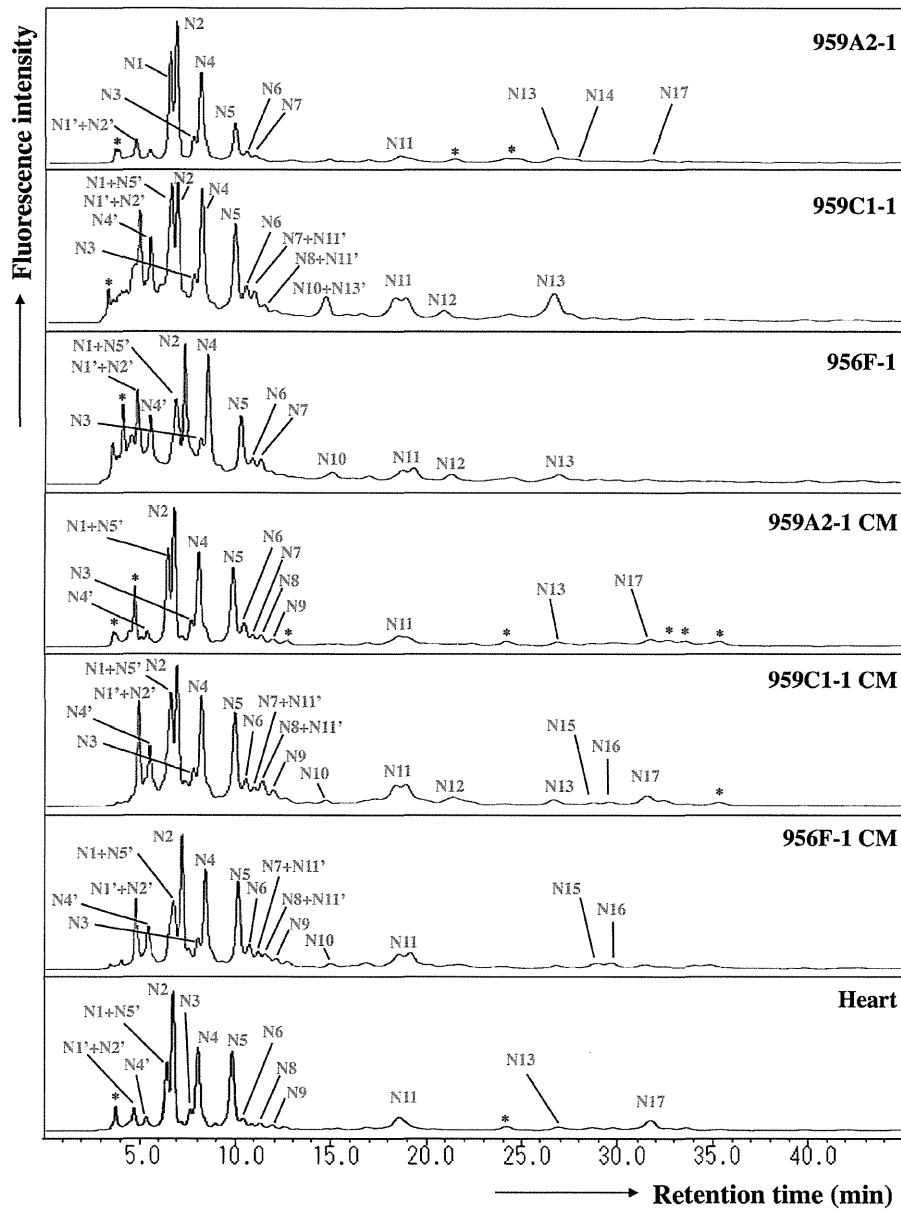 Fluorescence intensity
959A2-1
N2
N1
N4
N3
N5
N6
N7
N1'+N2'
*
N11
*
*
N13
N14
N17
959C1-1
N1+N5'
N2
N1'+N2'
N4
N4'
N5
N6
N3
N7+N11'
N8+N11'
*
N10+N13'
N11
N12
N13
956F-1
N2
N1+N5'
N4
N1'+N2'
*
N4'
N5
N6
N3
N7
N10
N11
N12
N13
959A2-1 CM
N2
N1+N5'
N4
N5
N6
N7
N3
*
N8
N4'
N9
*
*
N11
*
N13
N17
*
*
*
959C1-1 CM
N1+N5'
N2
N1'+N2'
N4
N5
N7+N11'
N6
N8+N11'
N4'
N3
N9
N10
N11
N12
N13
N15
N16
N17
*
956F-1 CM
N2
N1+N5'
N4
N7+N11'
N5
N6
N1'+N2'
N8+N11'
N4'
N3
N9
N10
N11
N15
N16
Heart
N2
N3
N1+N5'
N4
N5
N6
N1'+N2'
N4'
N8
N9
*
N11
*
N13
N17
5.0 10.0 15.0 20.0 25.0 30.0 35.0 40.0
Retention time (min)